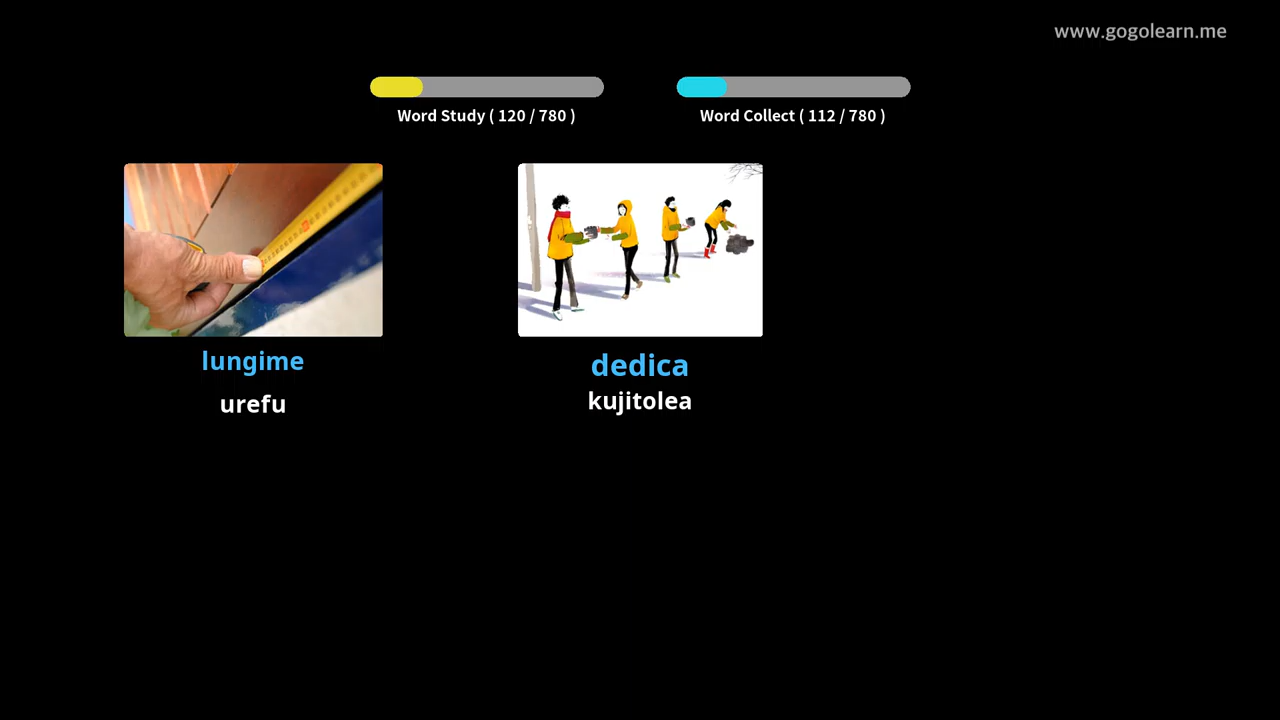 www.gogolearn.me
Word Study ( 120 / 780 )
Word Collect ( 112 / 780 )
lungime
urefu
dedica
kujitolea